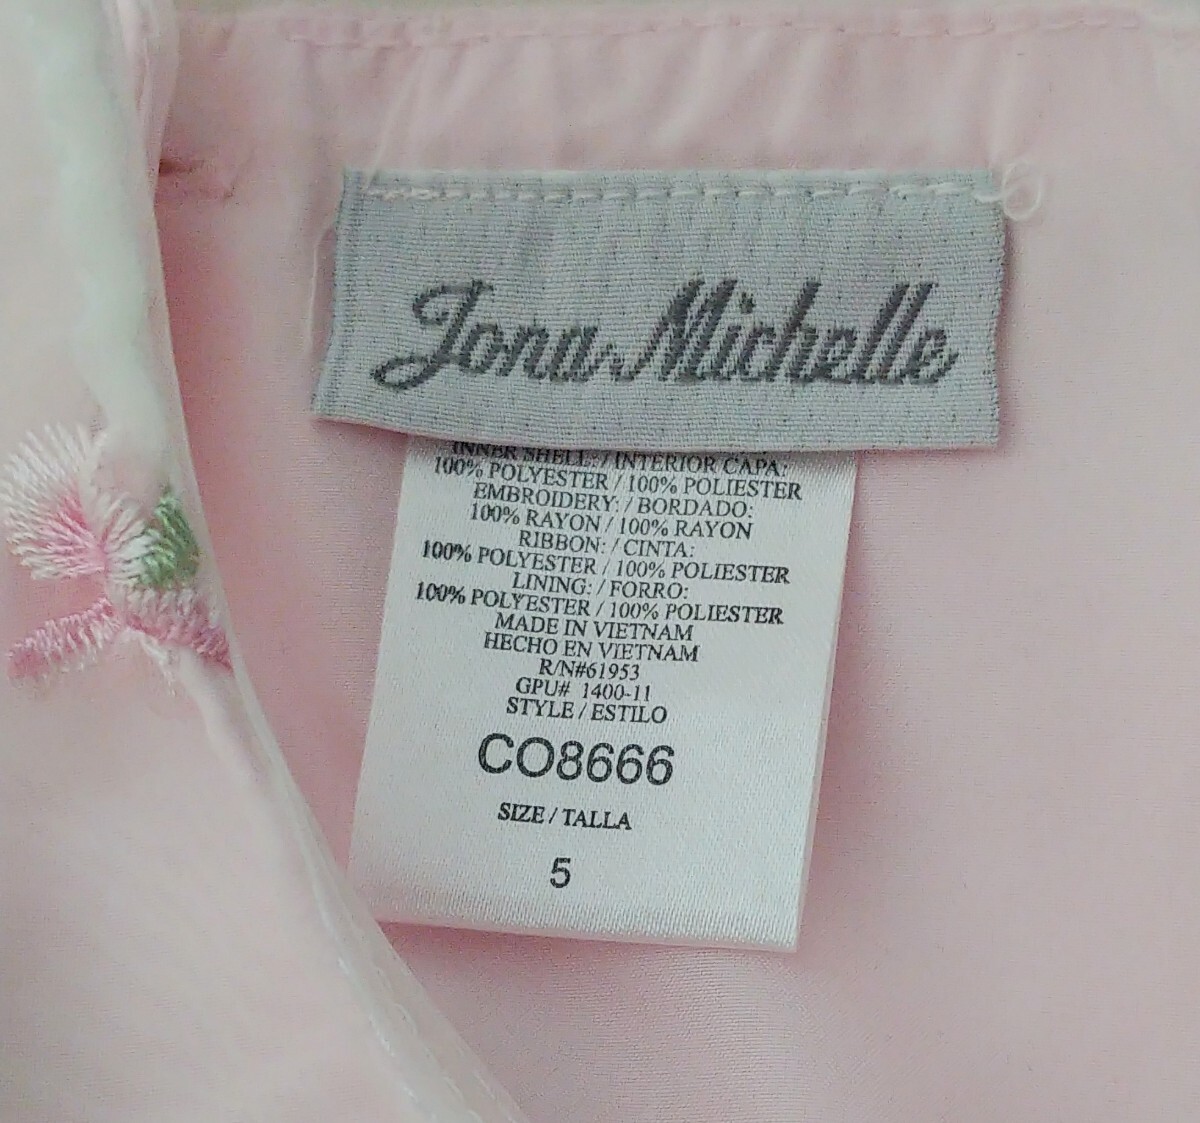 Jona Michelle
INNER SHELL: / INTERIOR CAPA:
100% POLYESTER / 100% POLIESTER
EMBROIDERY: / BORDADO:
100% RAYON / 100% RAYON
RIBBON: / CINTA:
100% POLYESTER / 100% POLIESTER
LINING: / FORRO:
100% POLYESTER / 100% POLIESTER
MADE IN VIETNAM
HECHO EN VIETNAM
R/N#61953
GPU# 1400-11
STYLE / ESTILO
CO8666
SIZE / TALLA
5